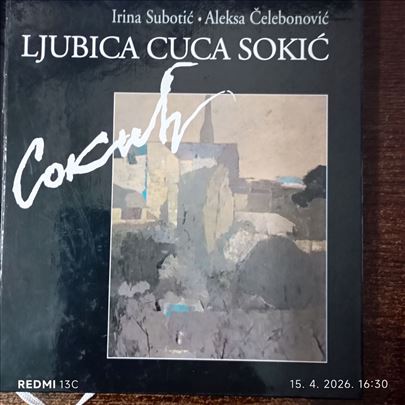 Irina Subotić • Aleksa Čelebonović
LJUBICA CUCA SOKIĆ
Сокић
REDMI 13C
15. 4. 2026. 16:30